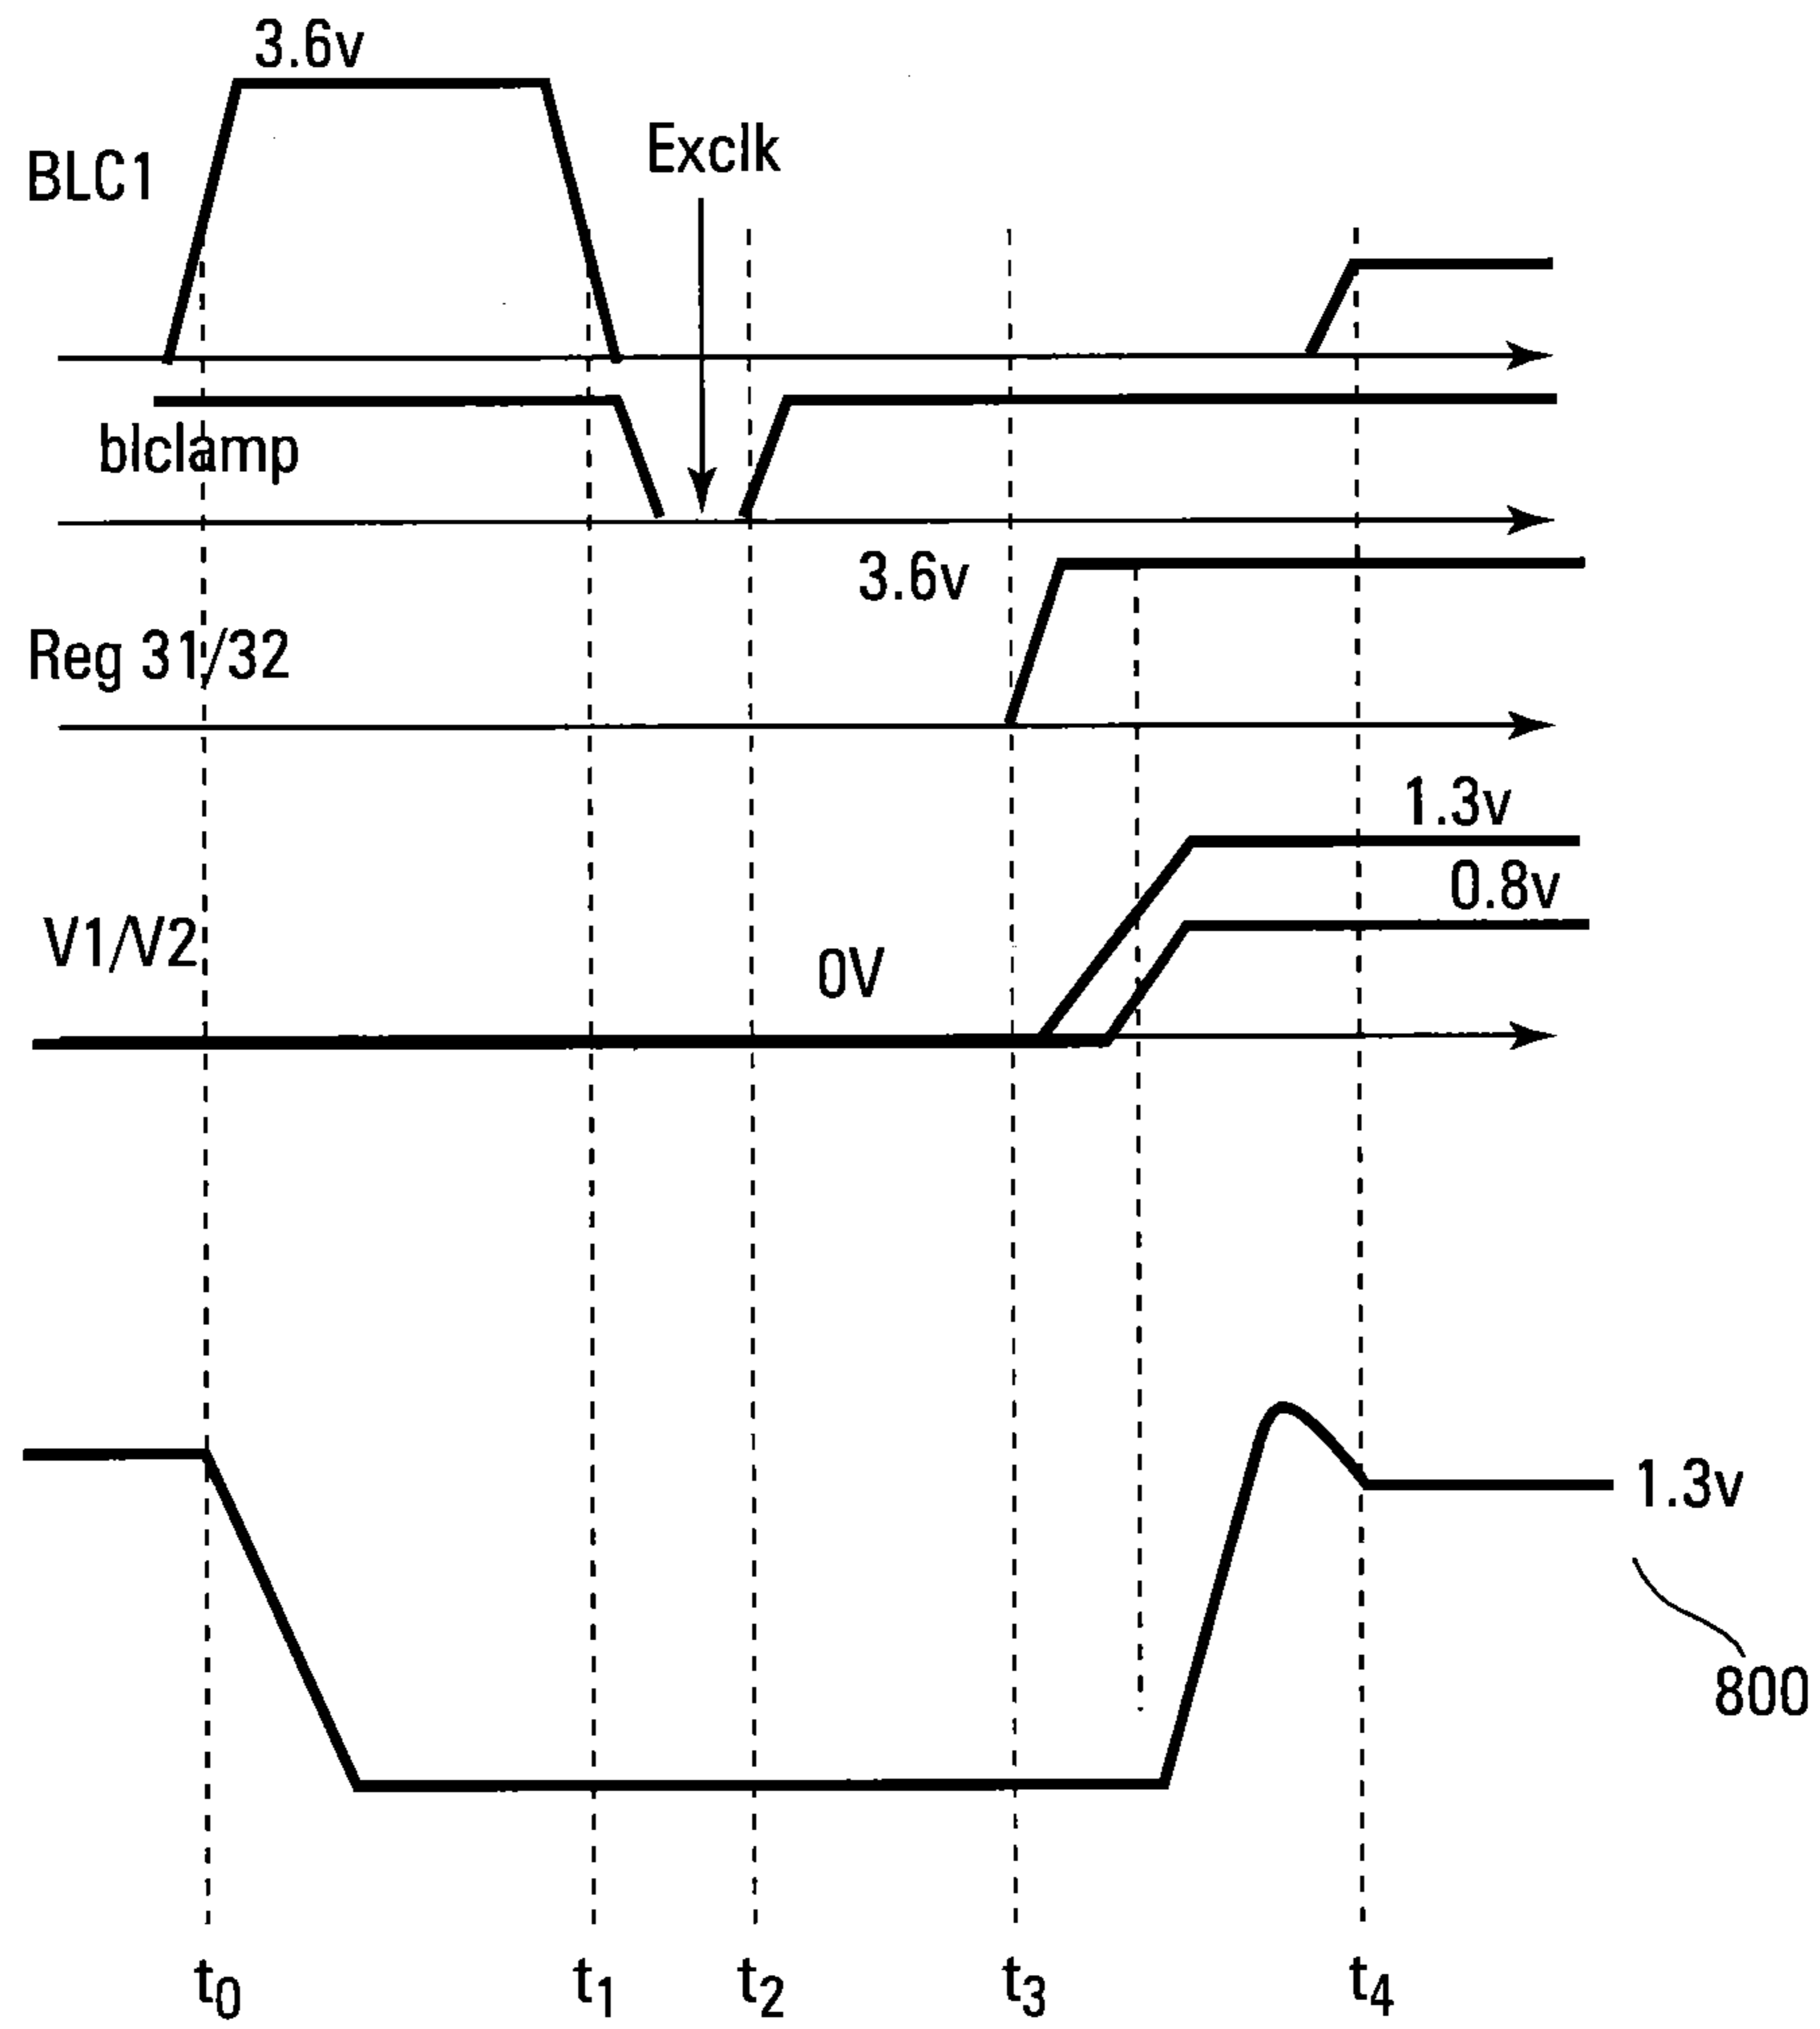 3.6v
BLC1
Exclk
blclamp
3.6v
Reg 31/32
1.3v
0.8v
V1/V2
0V
1.3v
800
t0 t1 t2 t3 t4